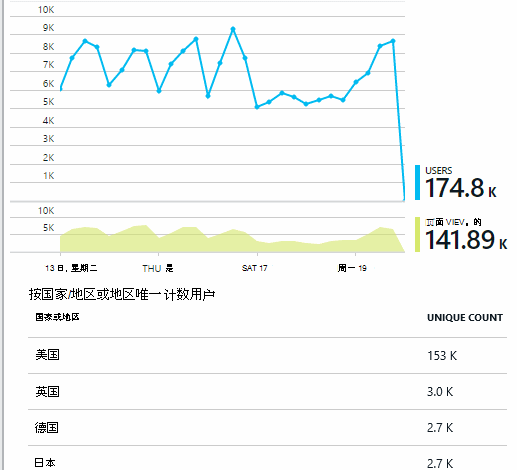 10K
9K
8K
7K
6K
5K
4K
3K
2K
1K
USERS
174.8 K
10K
5K
页面 VIEV。的
141.89 K
13 日, 星期二
THU 是
SAT 17
周一 19
按国家/地区或地区唯一计数用户
国家或地区 UNIQUE COUNT
美国 153 K
英国 3.0 K
德国 2.7 K
日本 2.7 K